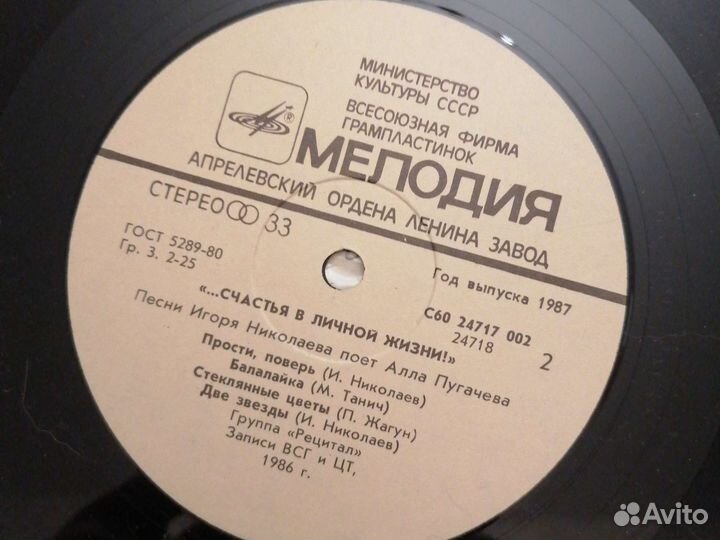 МИНИСТЕРСТВО
КУЛЬТУРЫ СССР
ВСЕСОЮЗНАЯ ФИРМА
ГРАМПЛАСТИНОК
®
МЕЛОДИЯ
АПРЕЛЕВСКИЙ ОРДЕНА ЛЕНИНА ЗАВОД
СТЕРЕО 33
ГОСТ 5289-80
Гр. 3. 2-25
Год выпуска 1987
С60 24717 002
24718
2
«...СЧАСТЬЯ В ЛИЧНОЙ ЖИЗНИ!»
Песни Игоря Николаева поет Алла Пугачева
Прости, поверь (И. Николаев)
Балалайка (М. Танич)
Стеклянные цветы (П. Жагун)
Две звезды (И. Николаев)
Группа «Рецитал»
Записи ВСГ и ЦТ,
1986 г.
Avito